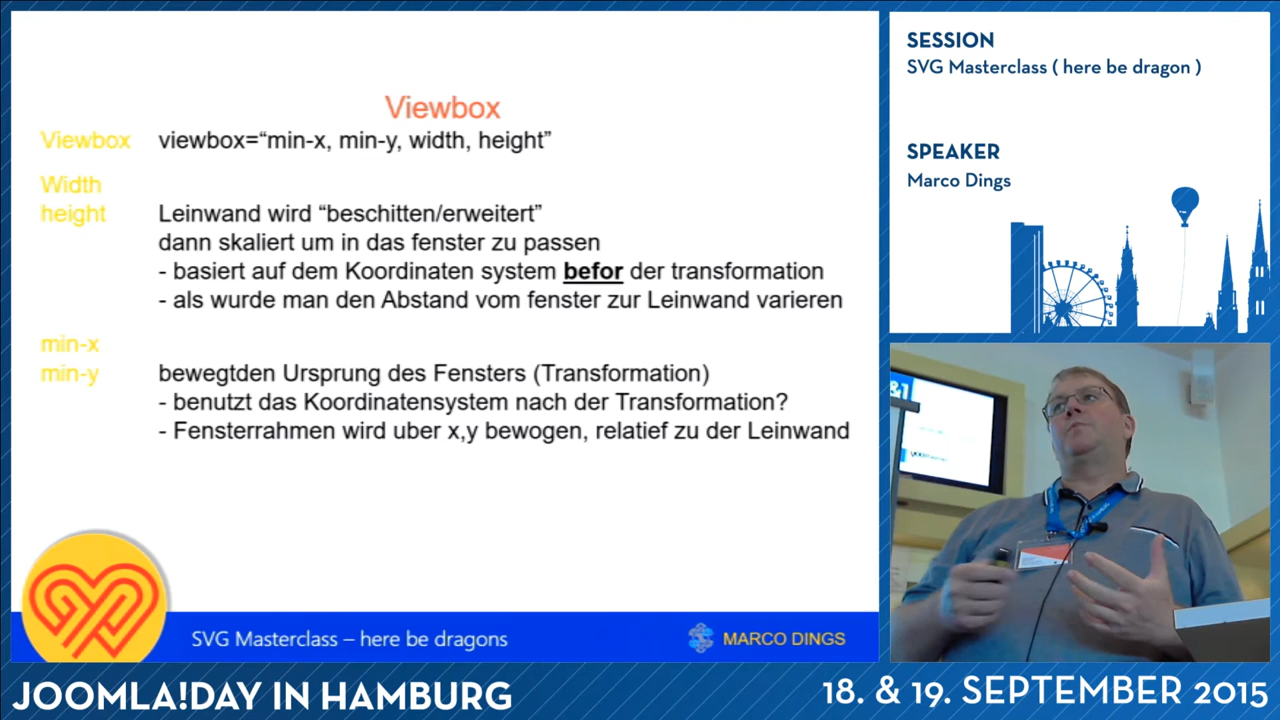 Viewbox
Viewbox viewbox=“min-x, min-y, width, height”
Width
height Leinwand wird “beschitten/erweitert”
dann skaliert um in das fenster zu passen
- basiert auf dem Koordinaten system befor der transformation
- als wurde man den Abstand vom fenster zur Leinwand varieren
min-x
min-y bewegtden Ursprung des Fensters (Transformation)
- benutzt das Koordinatensystem nach der Transformation?
- Fensterrahmen wird uber x,y bewogen, relatief zu der Leinwand
SVG Masterclass – here be dragons
MARCO DINGS
SESSION
SVG Masterclass ( here be dragon )
SPEAKER
Marco Dings
JOOMLA!DAY IN HAMBURG
18. & 19. SEPTEMBER 2015